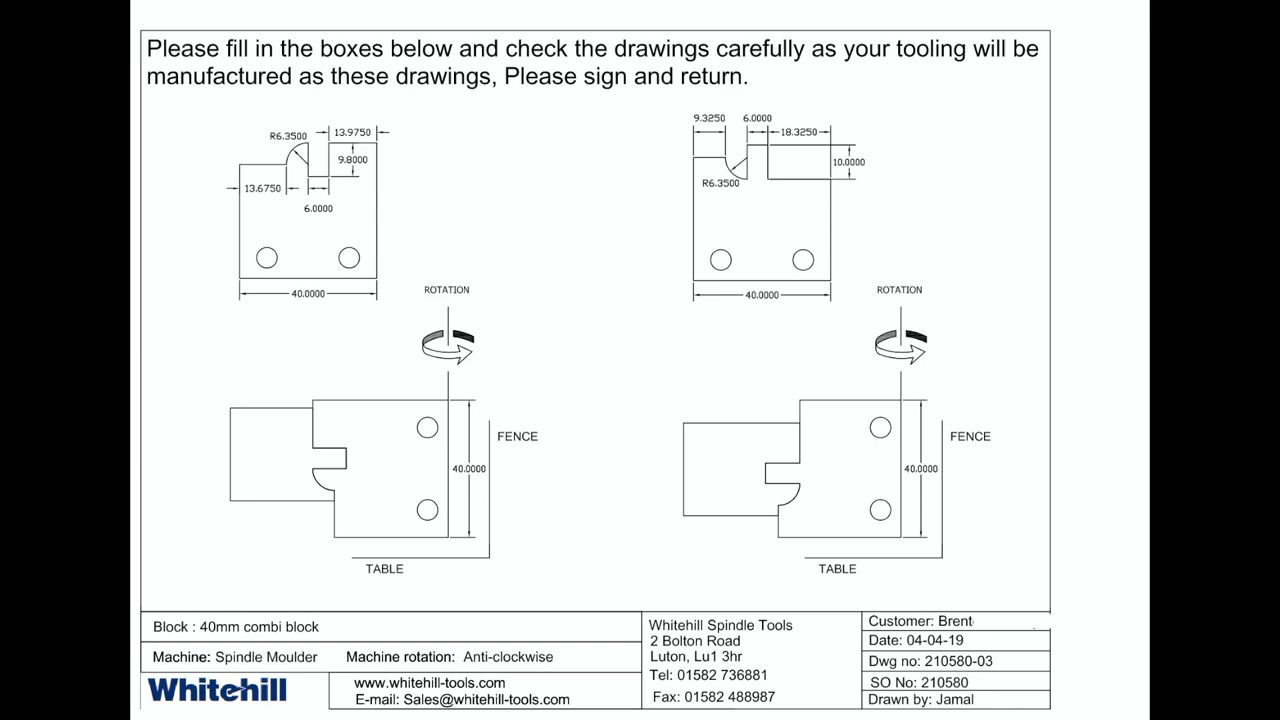 Please fill in the boxes below and check the drawings carefully as your tooling will be
manufactured as these drawings, Please sign and return.
R6.3500
13.9750
9.8000
13.6750
6.0000
40.0000
9.3250
6.0000
18.3250
10.0000
R6.3500
40.0000
ROTATION
ROTATION
FENCE
40.0000
TABLE
FENCE
40.0000
TABLE
Block : 40mm combi block
Machine: Spindle Moulder Machine rotation: Anti-clockwise
Whitehill
www.whitehill-tools.com
E-mail: Sales@whitehill-tools.com
Whitehill Spindle Tools
2 Bolton Road
Luton, Lu1 3hr
Tel: 01582 736881
Fax: 01582 488987
Customer: Brent
Date: 04-04-19
Dwg no: 210580-03
SO No: 210580
Drawn by: Jamal